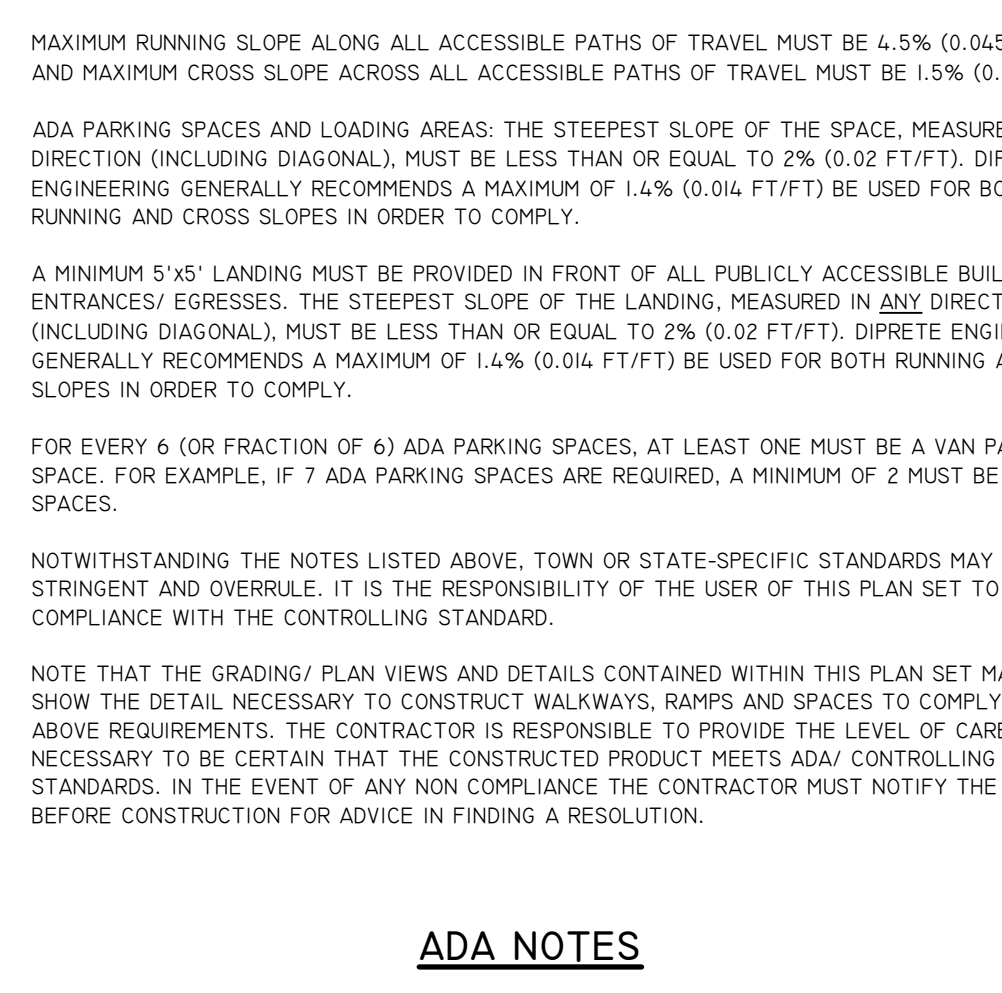 MAXIMUM RUNNING SLOPE ALONG ALL ACCESSIBLE PATHS OF TRAVEL MUST BE 4.5% (0.045
AND MAXIMUM CROSS SLOPE ACROSS ALL ACCESSIBLE PATHS OF TRAVEL MUST BE 1.5% (0.
ADA PARKING SPACES AND LOADING AREAS: THE STEEPEST SLOPE OF THE SPACE, MEASURE
DIRECTION (INCLUDING DIAGONAL), MUST BE LESS THAN OR EQUAL TO 2% (0.02 FT/FT). DIP
ENGINEERING GENERALLY RECOMMENDS A MAXIMUM OF 1.4% (0.014 FT/FT) BE USED FOR BO
RUNNING AND CROSS SLOPES IN ORDER TO COMPLY.
A MINIMUM 5'x5' LANDING MUST BE PROVIDED IN FRONT OF ALL PUBLICLY ACCESSIBLE BUIL
ENTRANCES/ EGRESSES. THE STEEPEST SLOPE OF THE LANDING, MEASURED IN ANY DIRECT
(INCLUDING DIAGONAL), MUST BE LESS THAN OR EQUAL TO 2% (0.02 FT/FT). DIPRETE ENGI
GENERALLY RECOMMENDS A MAXIMUM OF 1.4% (0.014 FT/FT) BE USED FOR BOTH RUNNING A
SLOPES IN ORDER TO COMPLY.
FOR EVERY 6 (OR FRACTION OF 6) ADA PARKING SPACES, AT LEAST ONE MUST BE A VAN PA
SPACE. FOR EXAMPLE, IF 7 ADA PARKING SPACES ARE REQUIRED, A MINIMUM OF 2 MUST BE
SPACES.
NOTWITHSTANDING THE NOTES LISTED ABOVE, TOWN OR STATE-SPECIFIC STANDARDS MAY
STRINGENT AND OVERRULE. IT IS THE RESPONSIBILITY OF THE USER OF THIS PLAN SET TO
COMPLIANCE WITH THE CONTROLLING STANDARD.
NOTE THAT THE GRADING/ PLAN VIEWS AND DETAILS CONTAINED WITHIN THIS PLAN SET MA
SHOW THE DETAIL NECESSARY TO CONSTRUCT WALKWAYS, RAMPS AND SPACES TO COMPLY
ABOVE REQUIREMENTS. THE CONTRACTOR IS RESPONSIBLE TO PROVIDE THE LEVEL OF CARE
NECESSARY TO BE CERTAIN THAT THE CONSTRUCTED PRODUCT MEETS ADA/ CONTROLLING
STANDARDS. IN THE EVENT OF ANY NON COMPLIANCE THE CONTRACTOR MUST NOTIFY THE
BEFORE CONSTRUCTION FOR ADVICE IN FINDING A RESOLUTION.
ADA NOTES